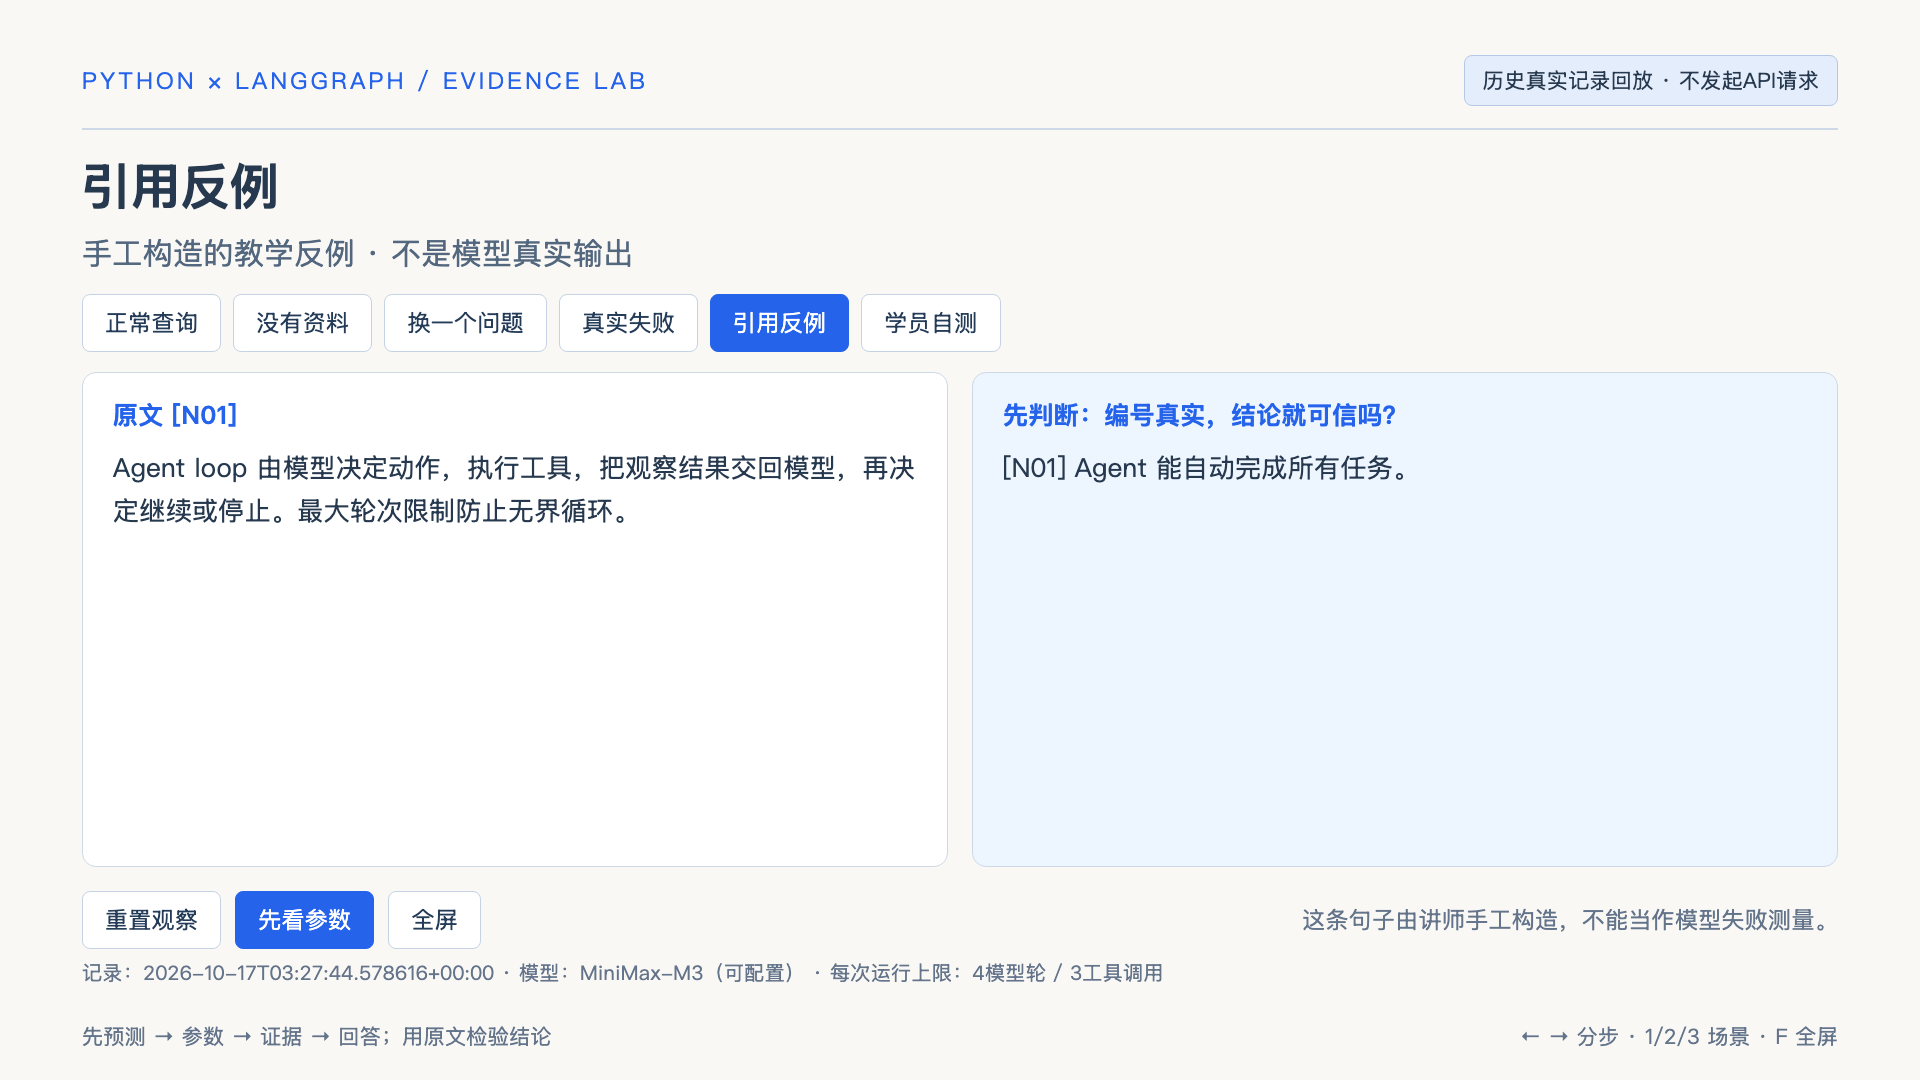 PYTHON × LANGGRAPH / EVIDENCE LAB
历史真实记录回放 · 不发起API请求
引用反例
手工构造的教学反例 · 不是模型真实输出
正常查询
没有资料
换一个问题
真实失败
引用反例
学员自测
原文 [N01]
Agent loop 由模型决定动作，执行工具，把观察结果交回模型，再决
定继续或停止。最大轮次限制防止无界循环。
先判断：编号真实，结论就可信吗？
[N01] Agent 能自动完成所有任务。
重置观察
先看参数
全屏
这条句子由讲师手工构造，不能当作模型失败测量。
记录：2026-10-17T03:27:44.578616+00:00 · 模型：MiniMax-M3（可配置） · 每次运行上限：4模型轮 / 3工具调用
先预测 → 参数 → 证据 → 回答；用原文检验结论
← → 分步 · 1/2/3 场景 · F 全屏